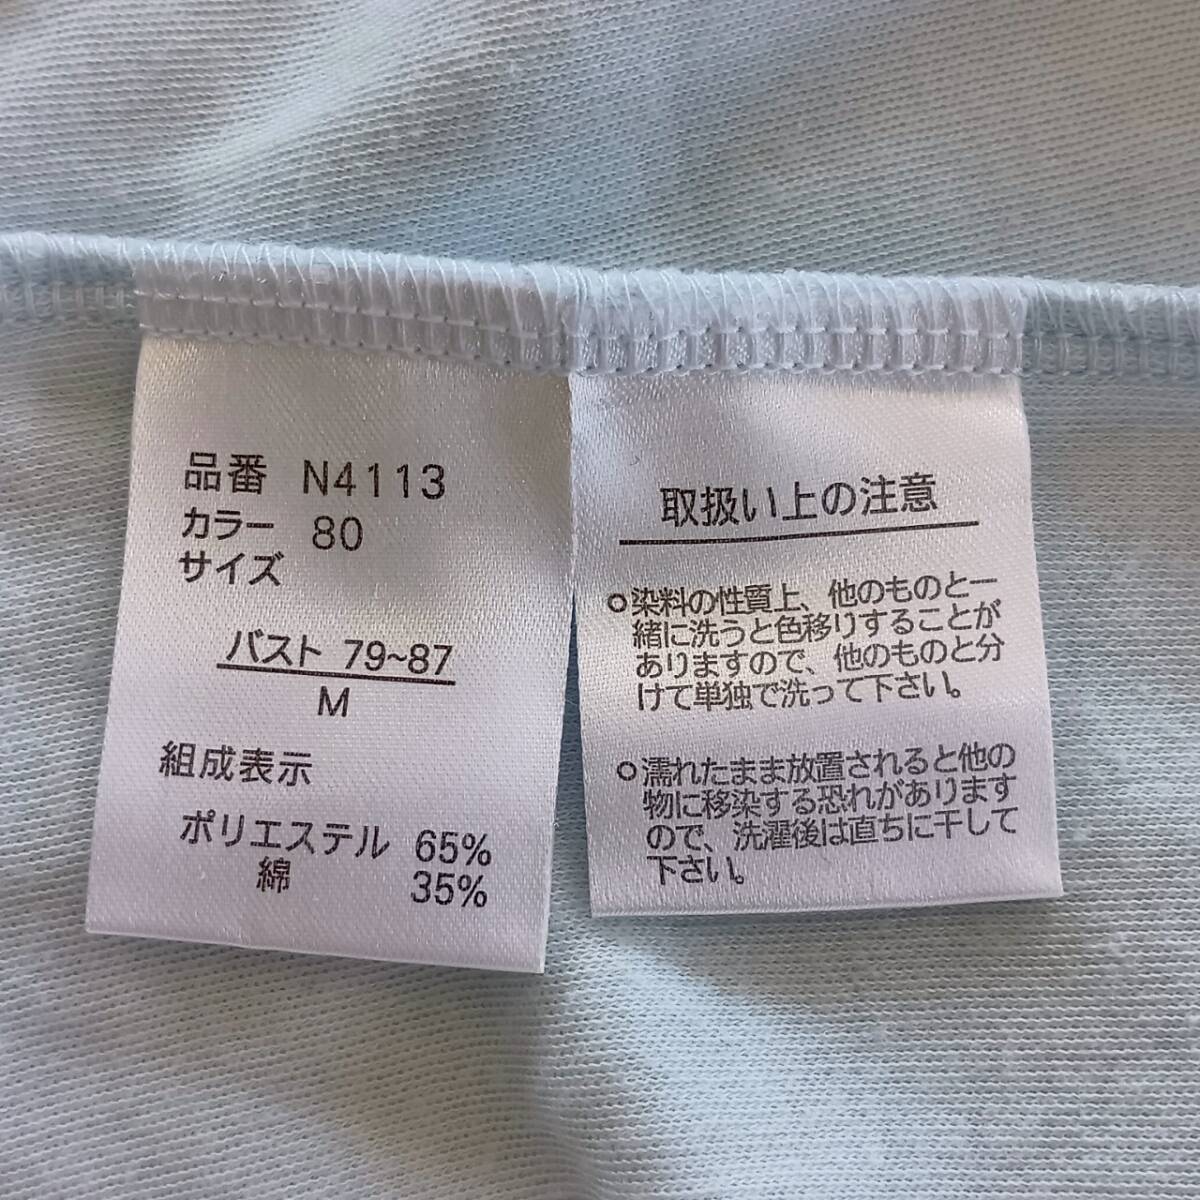 品番 N4113
カラー 80
サイズ
バスト 79~87
M
組成表示
ポリエステル 65%
綿 35%
取扱い上の注意
○染料の性質上、他のものと一
緒に洗うと色移りすることが
ありますので、他のものと分
けて単独で洗って下さい。
○濡れたまま放置されると他の
物に移染する恐れがあります
ので、洗濯後は直ちに干して
下さい。